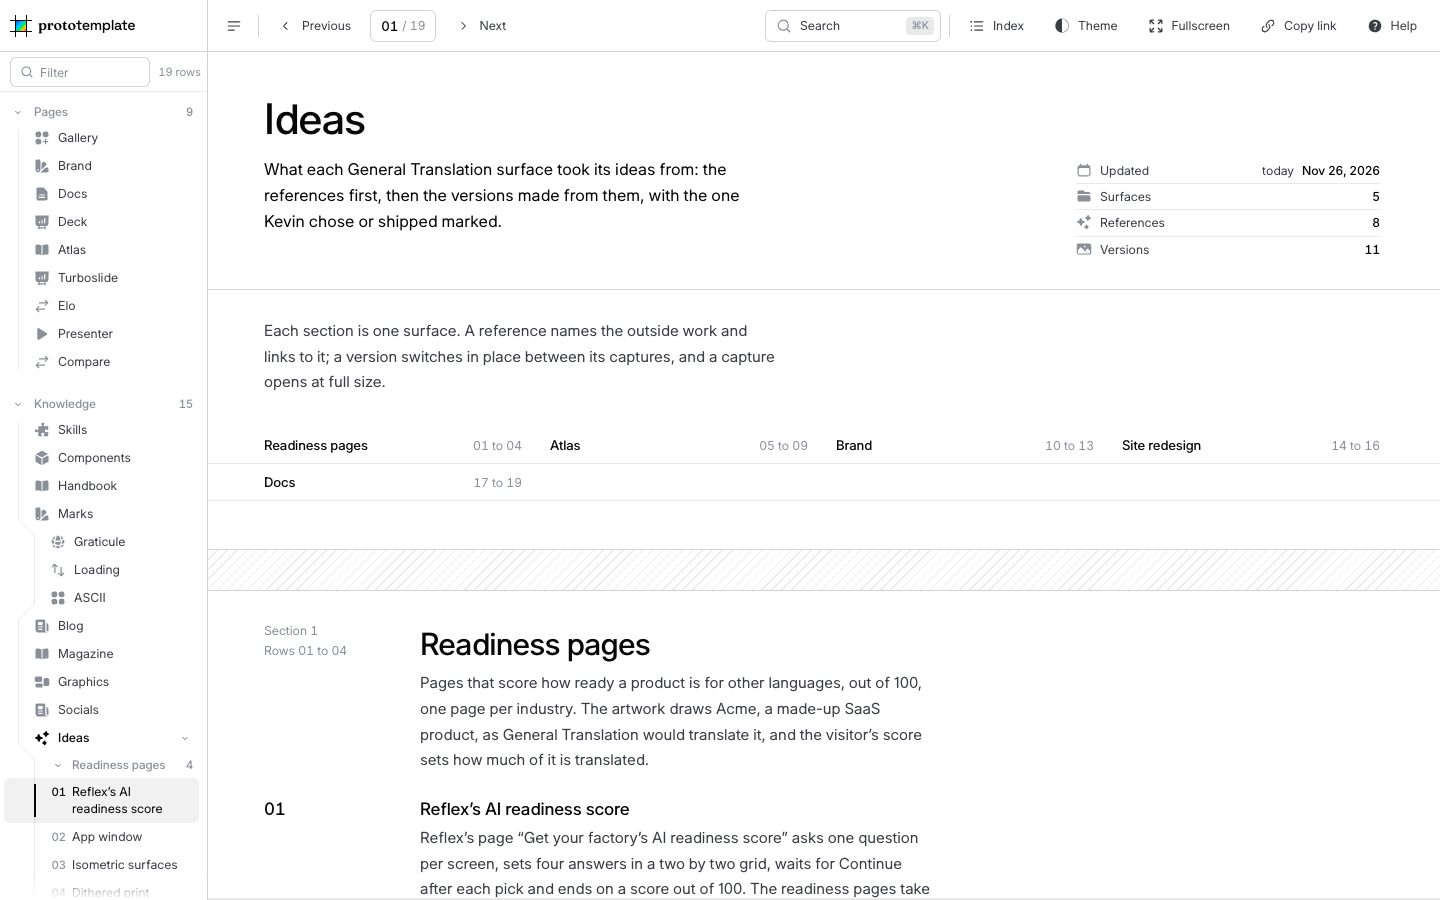 prototemplate
Previous
01 / 19
Next
Search
⌘K
Index
Theme
Fullscreen
Copy link
Help
Filter
19 rows
Pages 9
Gallery
Brand
Docs
Deck
Atlas
Turboslide
Elo
Presenter
Compare
Knowledge 15
Skills
Components
Handbook
Marks
Graticule
Loading
ASCII
Blog
Magazine
Graphics
Socials
Ideas
Readiness pages 4
01 Reflex’s AI
readiness score
02 App window
03 Isometric surfaces
04 Dithered print
Ideas
What each General Translation surface took its ideas from: the
references first, then the versions made from them, with the one
Kevin chose or shipped marked.
Updated today Nov 26, 2026
Surfaces 5
References 8
Versions 11
Each section is one surface. A reference names the outside work and
links to it; a version switches in place between its captures, and a capture
opens at full size.
Readiness pages 01 to 04
Atlas 05 to 09
Brand 10 to 13
Site redesign 14 to 16
Docs 17 to 19
Section 1
Rows 01 to 04
Readiness pages
Pages that score how ready a product is for other languages, out of 100,
one page per industry. The artwork draws Acme, a made-up SaaS
product, as General Translation would translate it, and the visitor’s score
sets how much of it is translated.
01
Reflex’s AI readiness score
Reflex’s page “Get your factory’s AI readiness score” asks one question
per screen, sets four answers in a two by two grid, waits for Continue
after each pick and ends on a score out of 100. The readiness pages take